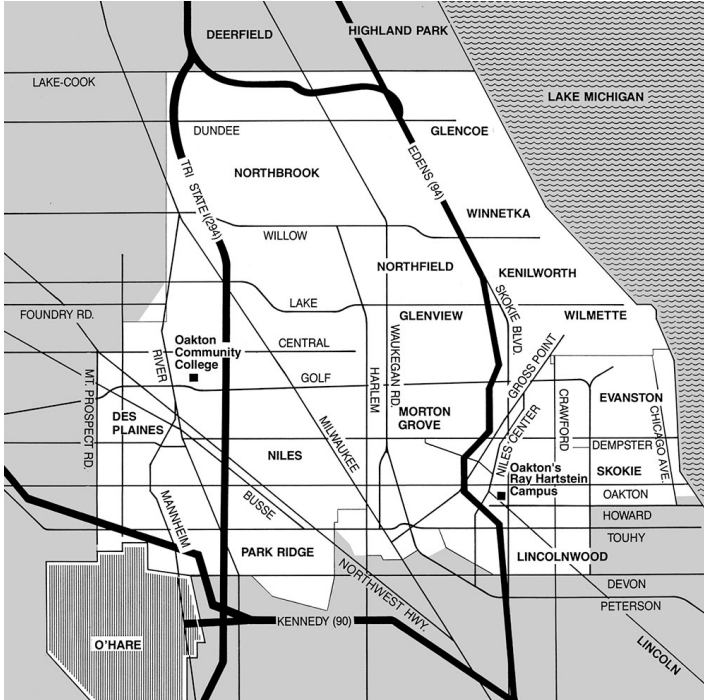 DEERFIELD
HIGHLAND PARK
LAKE-COOK
LAKE MICHIGAN
DUNDEE
GLENCOE
EDENS (94)
NORTHBROOK
TRI STATE I(294)
WINNETKA
WILLOW
NORTHFIELD
KENILWORTH
SKOKIE BLVD.
LAKE
FOUNDRY RD.
GLENVIEW
WILMETTE
WAUKEGAN RD.
Oakton
Community
College
CENTRAL
GROSS POINT
RIVER
GOLF
HARLEM
MT. PROSPECT RD.
CRAWFORD
EVANSTON
CHICAGO AVE.
DES
PLAINES
MORTON
GROVE
NILES CENTER
MILWAUKEE
DEMPSTER
NILES
Oakton's
Ray Hartstein
Campus
SKOKIE
OAKTON
MANNHEIM
BUSSE
HOWARD
TOUHY
PARK RIDGE
LINCOLNWOOD
NORTHWEST HWY.
DEVON
PETERSON
KENNEDY (90)
O'HARE
LINCOLN